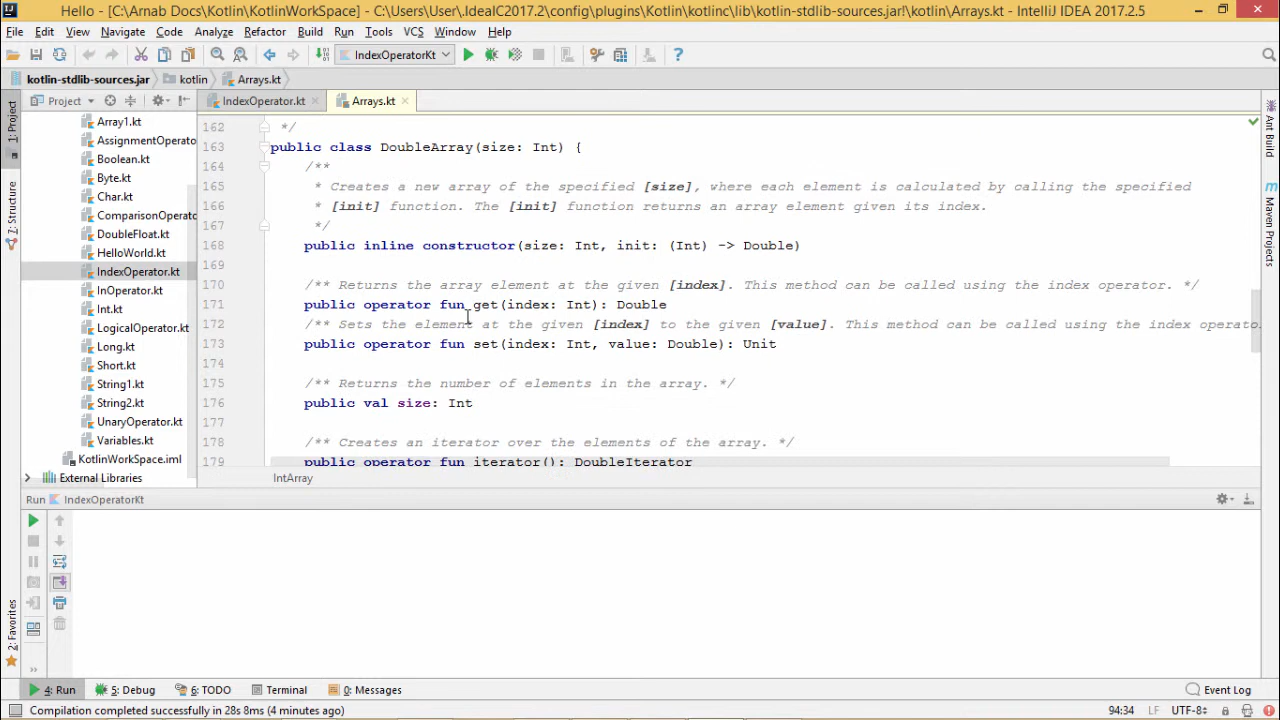 Hello - [C:\Arnab Docs\Kotlin\KotlinWorkSpace] - C:\Users\User\.IdeaIC2017.2\config\plugins\Kotlin\kotlinc\lib\kotlin-stdlib-sources.jar!\kotlin\Arrays.kt - IntelliJ IDEA 2017.2.5
File Edit View Navigate Code Analyze Refactor Build Run Tools VCS Window Help
IndexOperatorKt
kotlin-stdlib-sources.jar kotlin Arrays.kt
Project IndexOperator.kt Arrays.kt
1: Project
7: Structure
2: Favorites
Ant Build
Maven Projects
Array1.kt
AssignmentOperato
Boolean.kt
Byte.kt
Char.kt
ComparisonOperato
DoubleFloat.kt
HelloWorld.kt
IndexOperator.kt
InOperator.kt
Int.kt
LogicalOperator.kt
Long.kt
Short.kt
String1.kt
String2.kt
UnaryOperator.kt
Variables.kt
KotlinWorkSpace.iml
External Libraries
162 */
163 public class DoubleArray(size: Int) {
164 /**
165 * Creates a new array of the specified [size], where each element is calculated by calling the specified
166 * [init] function. The [init] function returns an array element given its index.
167 */
168 public inline constructor(size: Int, init: (Int) -> Double)
169
170 /** Returns the array element at the given [index]. This method can be called using the index operator. */
171 public operator fun get(index: Int): Double
172 /** Sets the element at the given [index] to the given [value]. This method can be called using the index operato
173 public operator fun set(index: Int, value: Double): Unit
174
175 /** Returns the number of elements in the array. */
176 public val size: Int
177
178 /** Creates an iterator over the elements of the array. */
179 public operator fun iterator(): DoubleIterator
IntArray
Run IndexOperatorKt
4: Run 5: Debug 6: TODO Terminal 0: Messages Event Log
Compilation completed successfully in 28s 8ms (4 minutes ago) 94:34 LF UTF-8